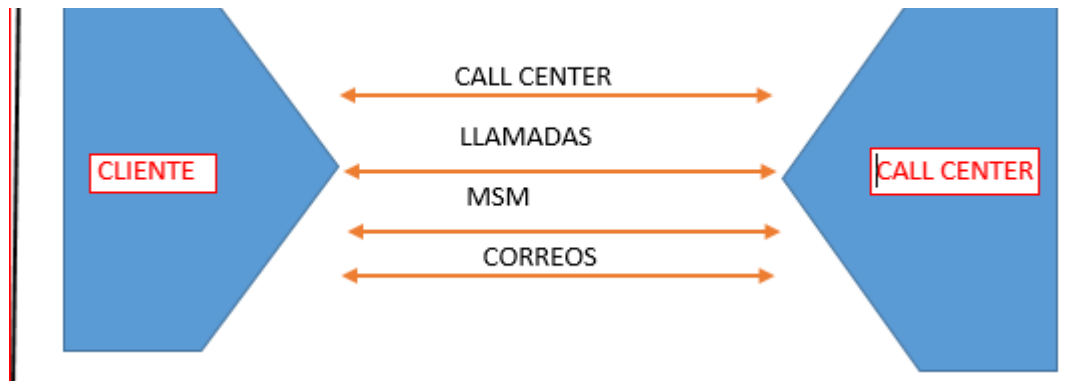 CALL CENTER
LLAMADAS
CLIENTE
CALL CENTER
MSM
CORREOS